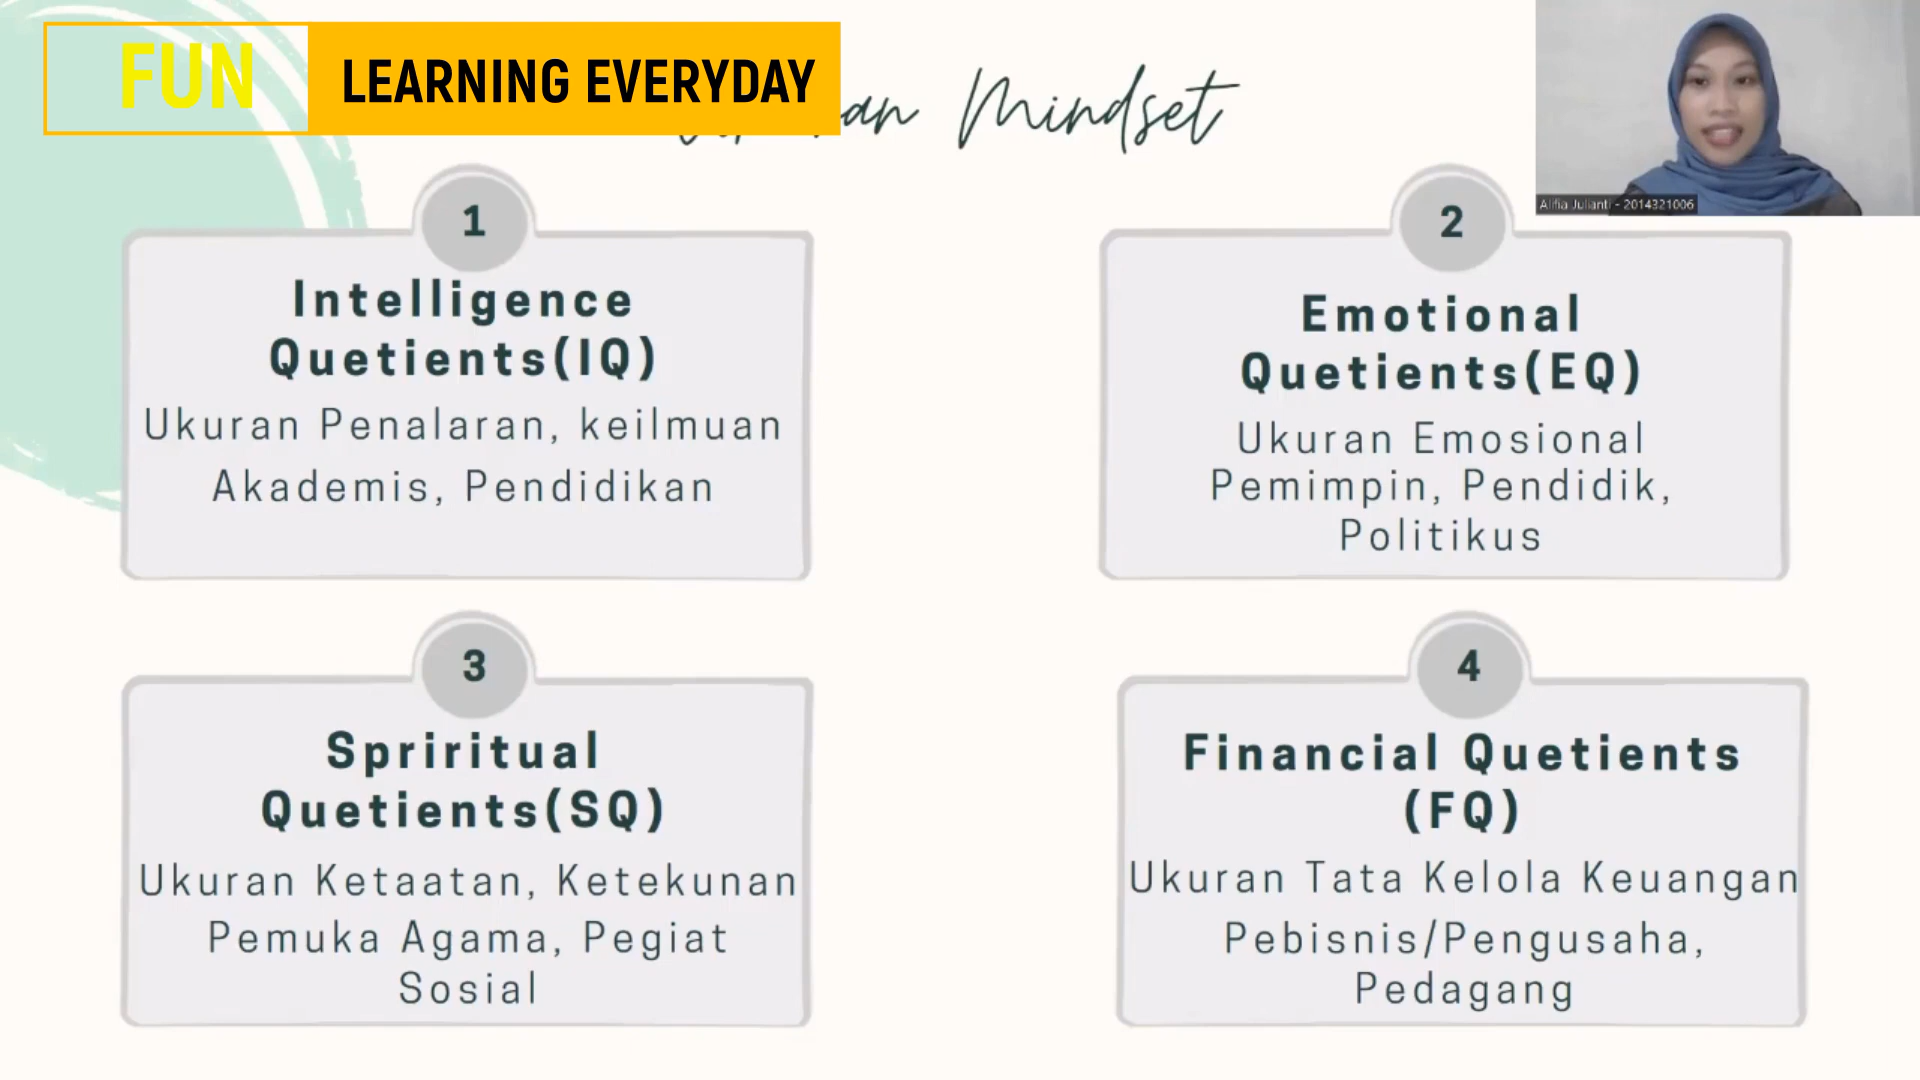 FUN LEARNING EVERYDAY
an Mindset
Alifia Julianti - 2014321006
1
Intelligence
Quetients(IQ)
Ukuran Penalaran, keilmuan
Akademis, Pendidikan
2
Emotional
Quetients(EQ)
Ukuran Emosional
Pemimpin, Pendidik,
Politikus
3
Spriritual
Quetients(SQ)
Ukuran Ketaatan, Ketekunan
Pemuka Agama, Pegiat
Sosial
4
Financial Quetients
(FQ)
Ukuran Tata Kelola Keuangan
Pebisnis/Pengusaha,
Pedagang